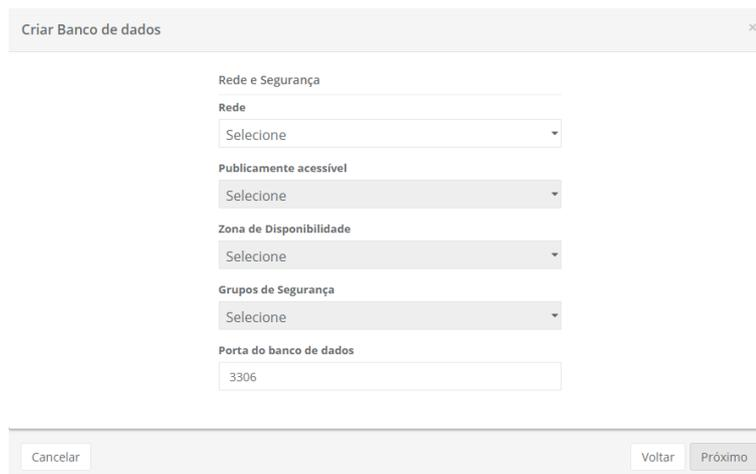 Criar Banco de dados
×
Rede e Segurança
Rede
Selecione
Publicamente acessível
Selecione
Zona de Disponibilidade
Selecione
Grupos de Segurança
Selecione
Porta do banco de dados
3306
Cancelar
Voltar
Próximo